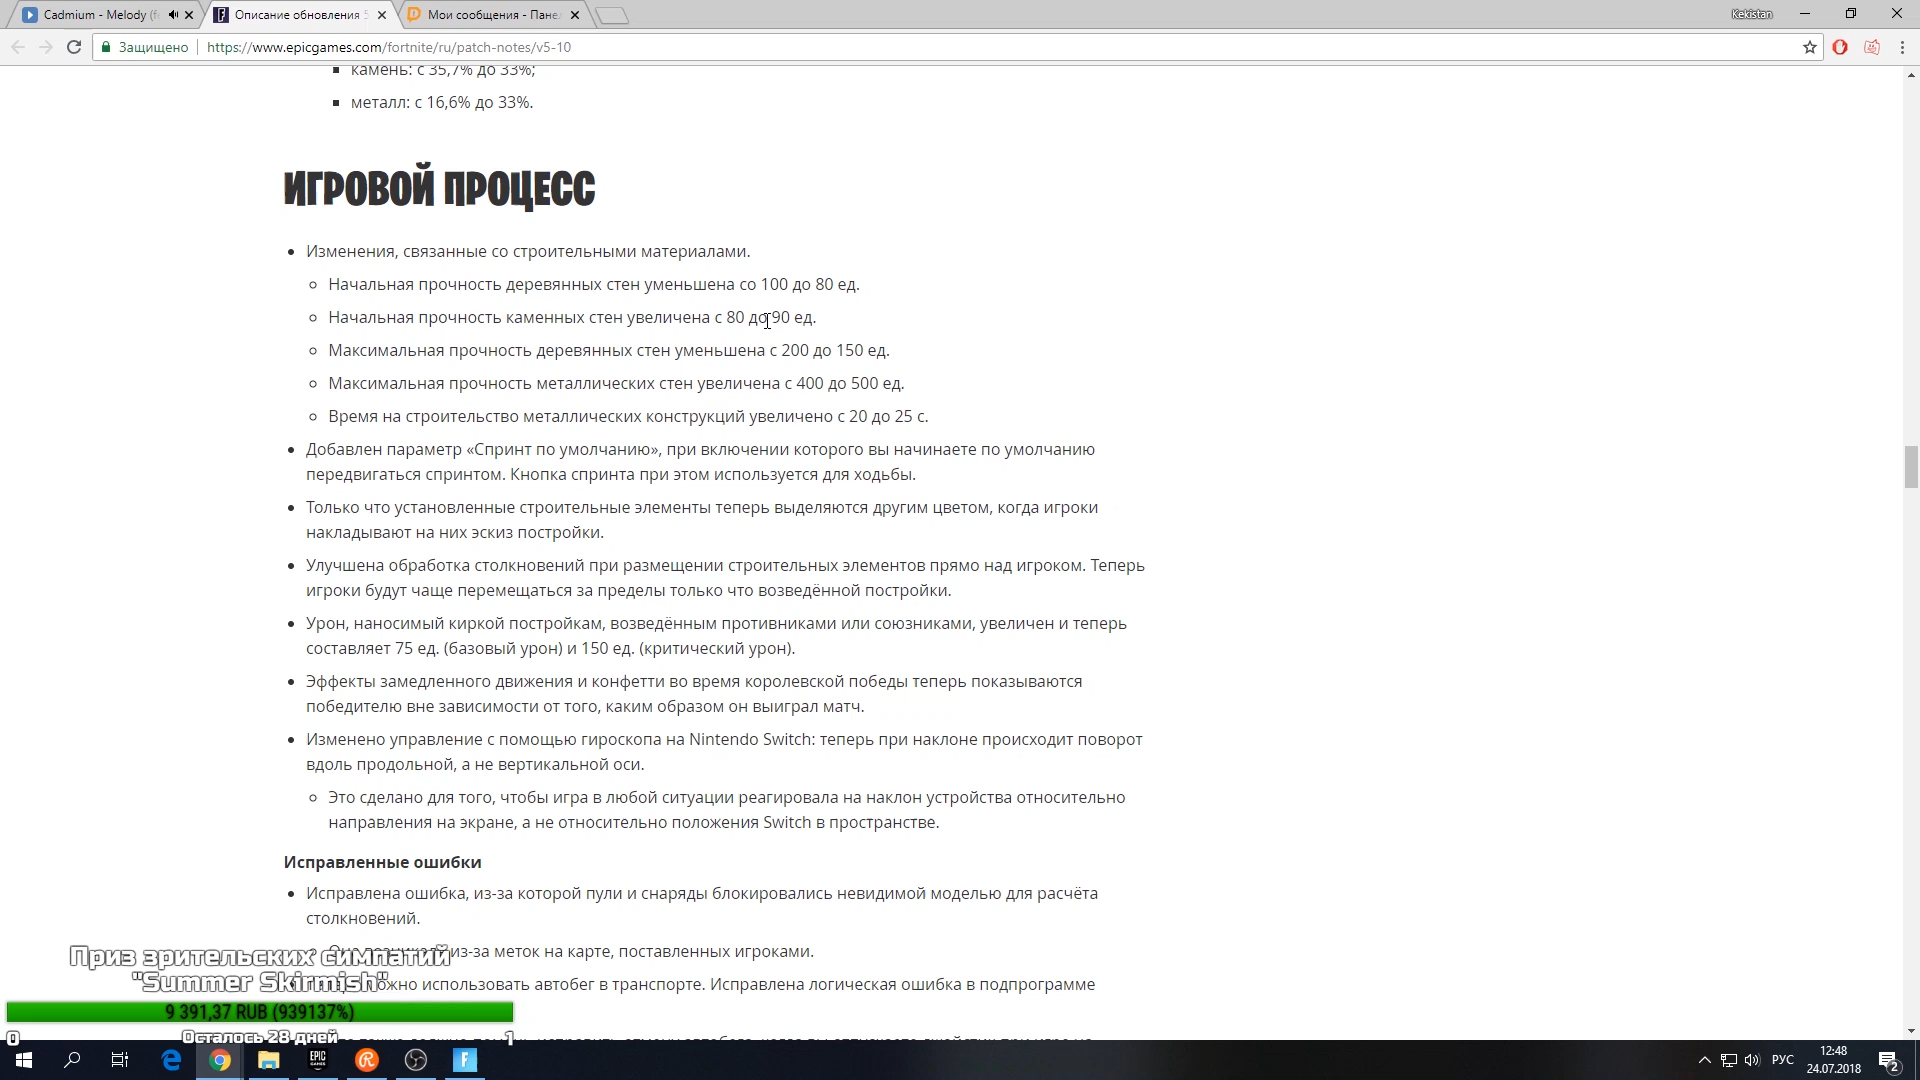 Cadmium - Melody (fe
Описание обновления 5
Мои сообщения - Пане
Kekistan
Защищено
https://www.epicgames.com/fortnite/ru/patch-notes/v5-10
камень: с 35,7% до 33%;
металл: с 16,6% до 33%.
ИГРОВОЙ ПРОЦЕСС
Изменения, связанные со строительными материалами.
Начальная прочность деревянных стен уменьшена со 100 до 80 ед.
Начальная прочность каменных стен увеличена с 80 до 90 ед.
Максимальная прочность деревянных стен уменьшена с 200 до 150 ед.
Максимальная прочность металлических стен увеличена с 400 до 500 ед.
Время на строительство металлических конструкций увеличено с 20 до 25 с.
Добавлен параметр «Спринт по умолчанию», при включении которого вы начинаете по умолчанию
передвигаться спринтом. Кнопка спринта при этом используется для ходьбы.
Только что установленные строительные элементы теперь выделяются другим цветом, когда игроки
накладывают на них эскиз постройки.
Улучшена обработка столкновений при размещении строительных элементов прямо над игроком. Теперь
игроки будут чаще перемещаться за пределы только что возведённой постройки.
Урон, наносимый киркой постройкам, возведённым противниками или союзниками, увеличен и теперь
составляет 75 ед. (базовый урон) и 150 ед. (критический урон).
Эффекты замедленного движения и конфетти во время королевской победы теперь показываются
победителю вне зависимости от того, каким образом он выиграл матч.
Изменено управление с помощью гироскопа на Nintendo Switch: теперь при наклоне происходит поворот
вдоль продольной, а не вертикальной оси.
Это сделано для того, чтобы игра в любой ситуации реагировала на наклон устройства относительно
направления на экране, а не относительно положения Switch в пространстве.
Исправленные ошибки
Исправлена ошибка, из-за которой пули и снаряды блокировались невидимой моделью для расчёта
столкновений.
из-за меток на карте, поставленных игроками.
использовать автобег в транспорте. Исправлена логическая ошибка в подпрограмме
Приз зрительских симпатий
"Summer Skirmish"
9 391,37 RUB (939137%)
0
Осталось 28 дней
1
EPIC
GAMES
РУС
12:48
24.07.2018
2